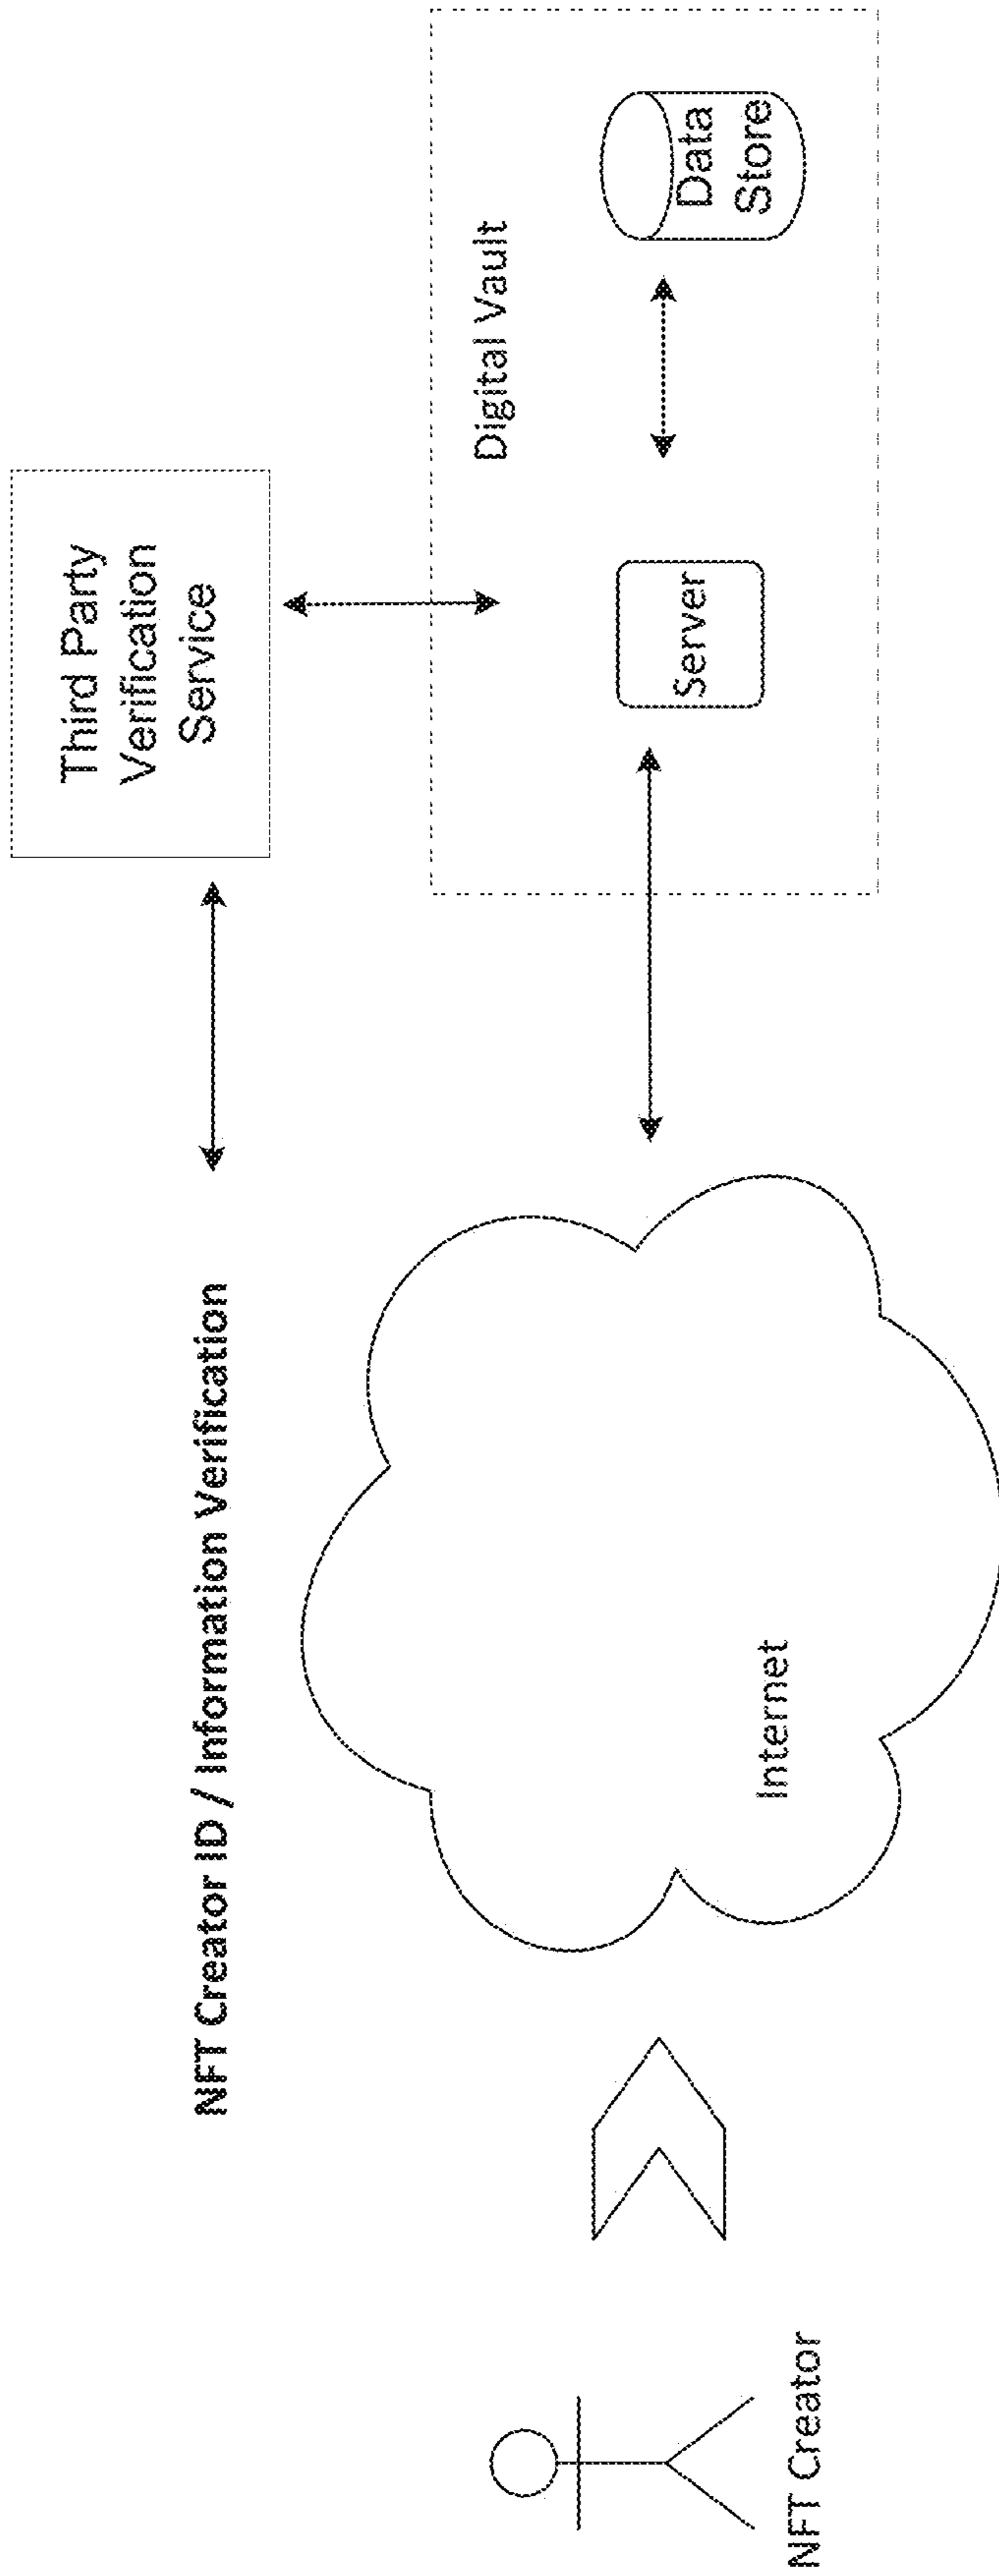 NFT Creator ID / Information Verification
Third Party
Verification
Service
Digital Vault
NFT Creator
Internet
Server
Data
Store